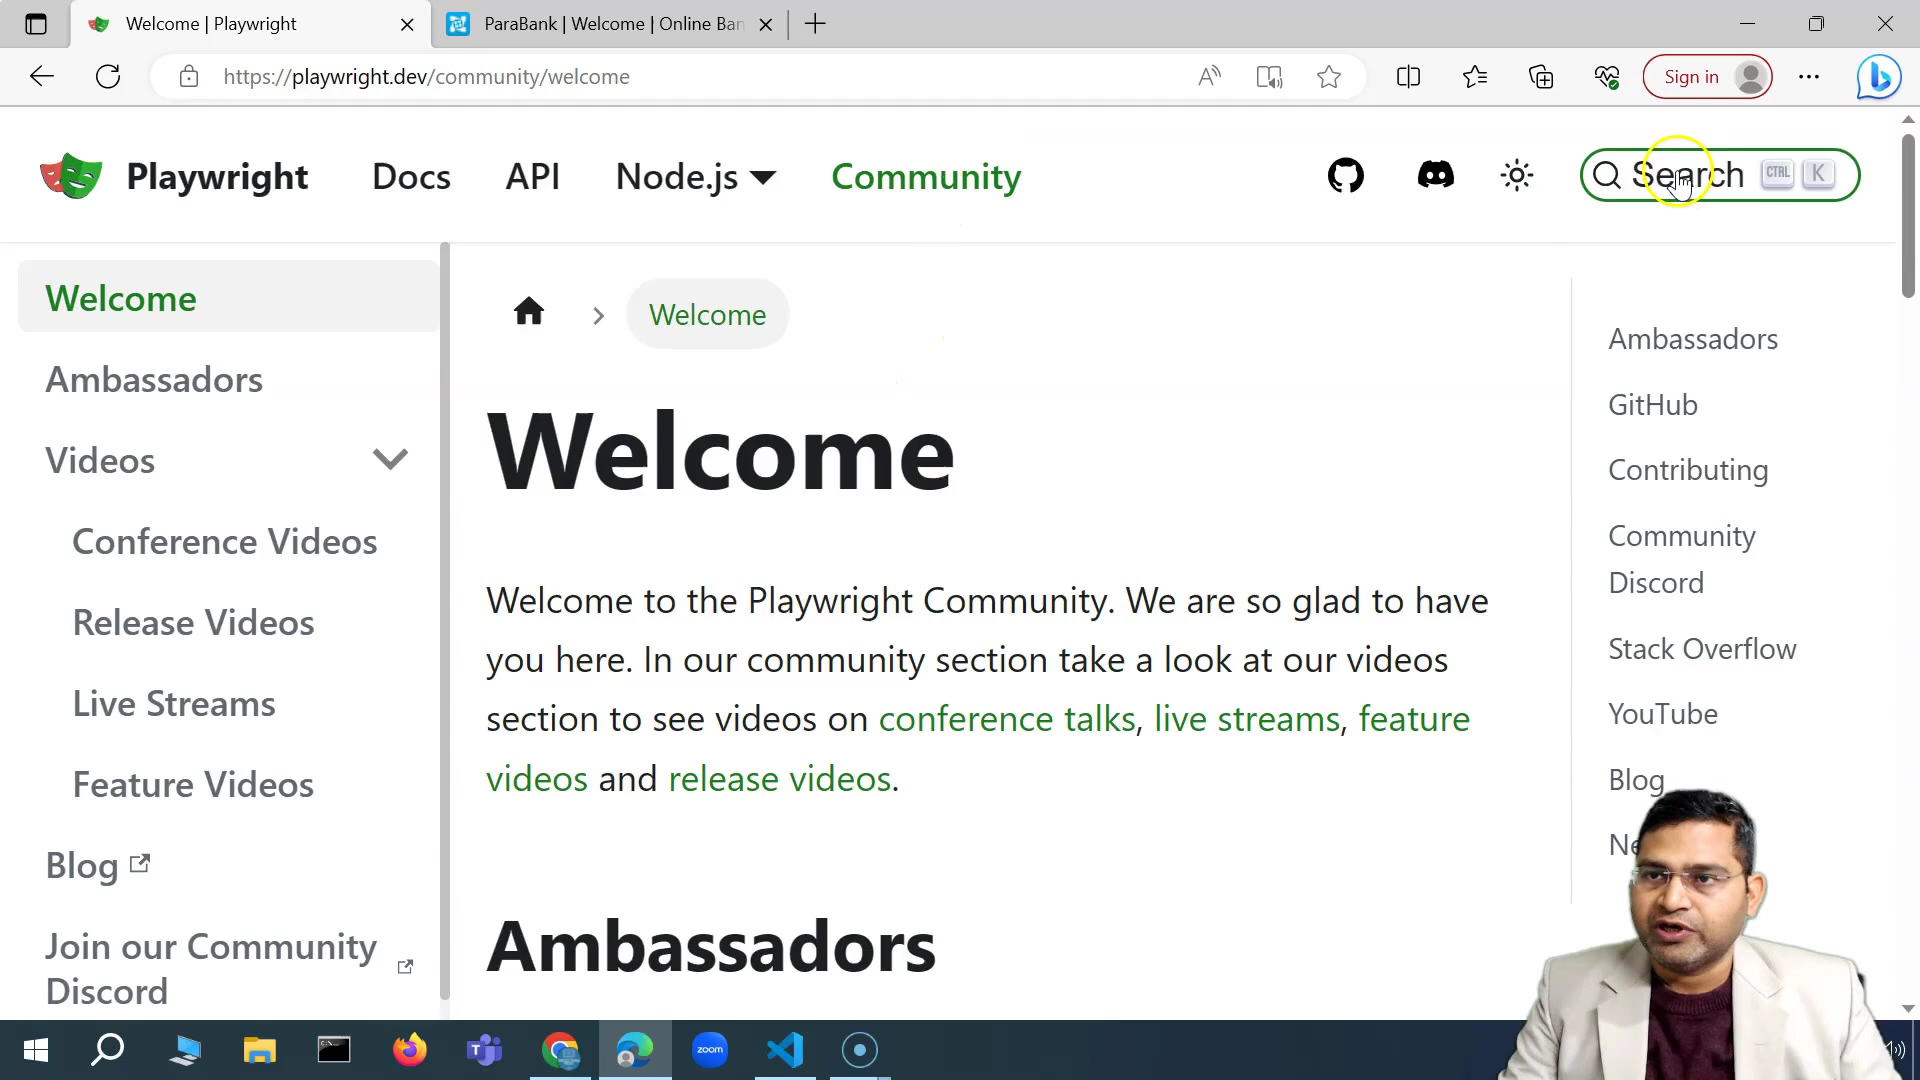 Welcome | Playwright
ParaBank | Welcome | Online Ban
https://playwright.dev/community/welcome
Sign in
Playwright
Docs
API
Node.js
Community
Search
CTRL
K
Welcome
Ambassadors
Videos
Conference Videos
Release Videos
Live Streams
Feature Videos
Blog
Join our Community
Discord
Welcome
Welcome
Welcome to the Playwright Community. We are so glad to have
you here. In our community section take a look at our videos
section to see videos on conference talks, live streams, feature
videos and release videos.
Ambassadors
Ambassadors
GitHub
Contributing
Community
Discord
Stack Overflow
YouTube
Blog
zoom